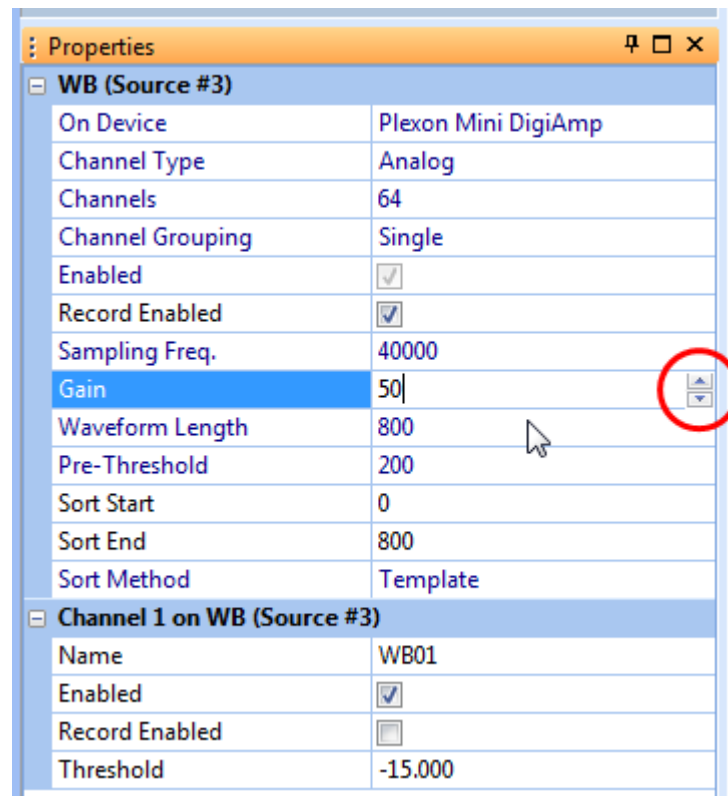 Properties
WB (Source #3)
On Device Plexon Mini DigiAmp
Channel Type Analog
Channels 64
Channel Grouping Single
Enabled
Record Enabled
Sampling Freq. 40000
Gain 50
Waveform Length 800
Pre-Threshold 200
Sort Start 0
Sort End 800
Sort Method Template
Channel 1 on WB (Source #3)
Name WB01
Enabled
Record Enabled
Threshold -15.000